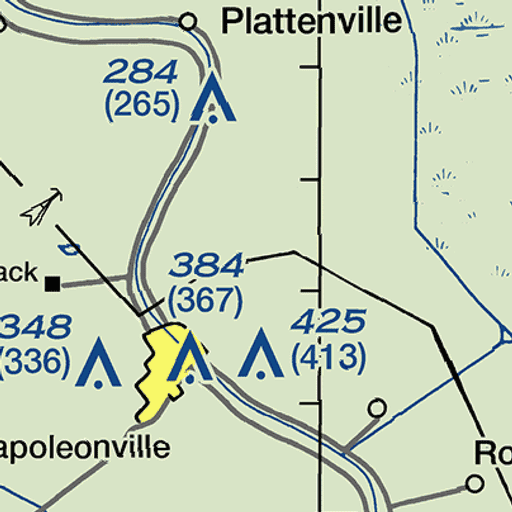 Plattenville
284
(265)
ack
384
(367)
348
(336)
425
(413)
apoleonville
Ro